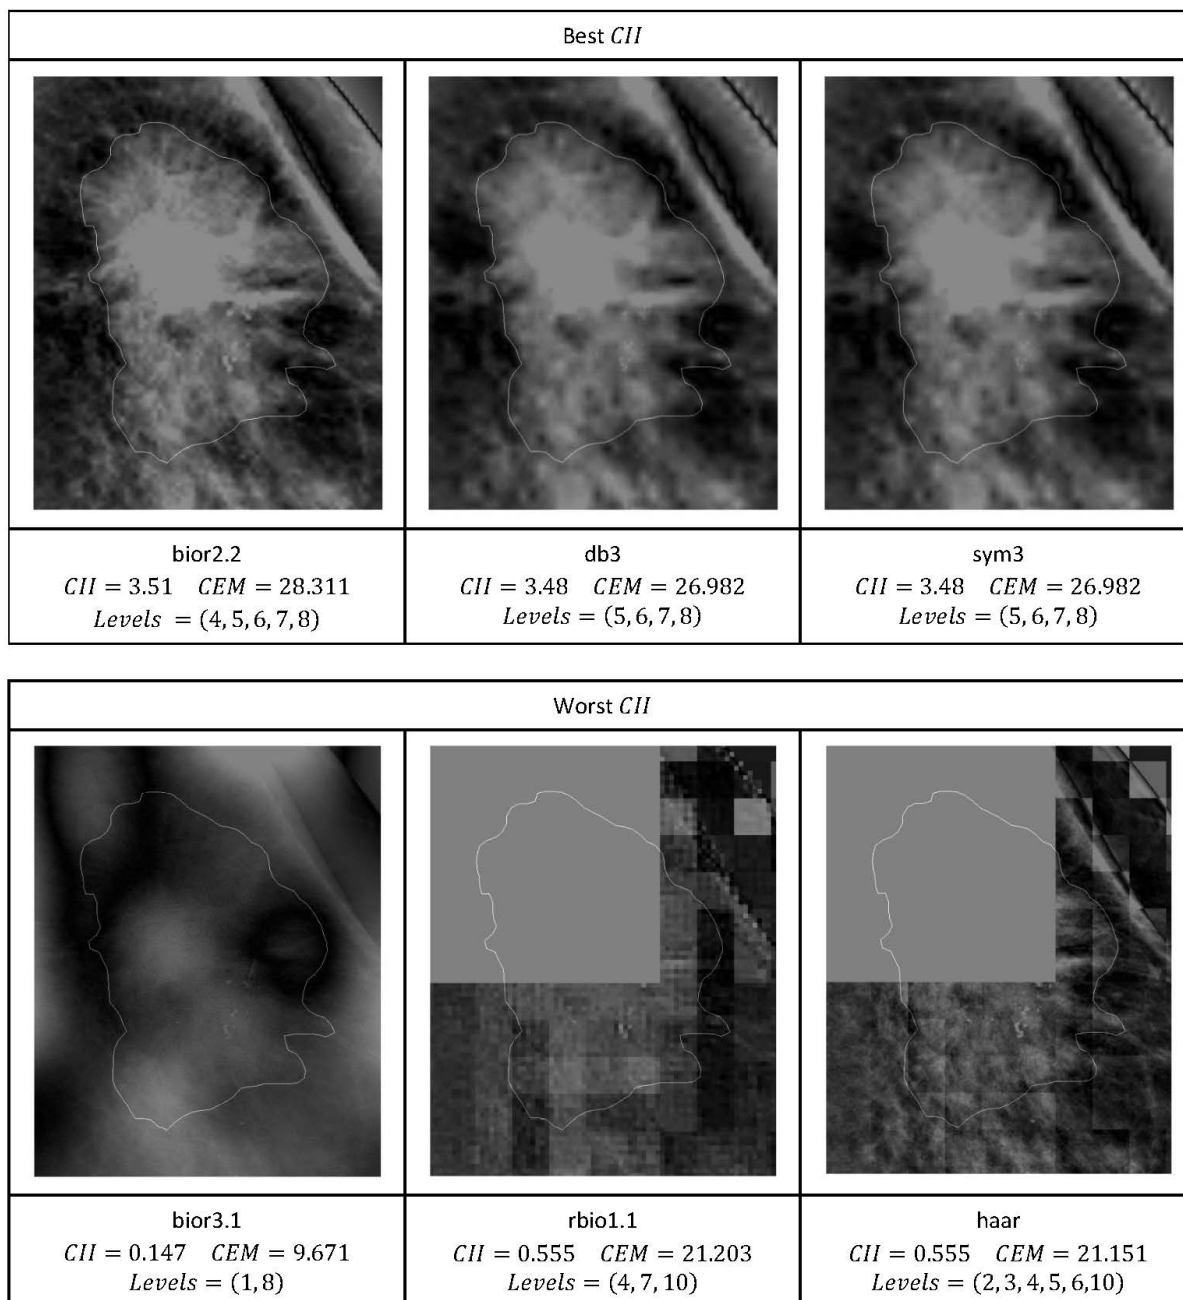 Best CII
bior2.2
CII = 3.51 CEM = 28.311
Levels = (4, 5, 6, 7, 8)
db3
CII = 3.48 CEM = 26.982
Levels = (5, 6, 7, 8)
sym3
CII = 3.48 CEM = 26.982
Levels = (5, 6, 7, 8)
Worst CII
bior3.1
CII = 0.147 CEM = 9.671
Levels = (1, 8)
rbio1.1
CII = 0.555 CEM = 21.203
Levels = (4, 7, 10)
haar
CII = 0.555 CEM = 21.151
Levels = (2, 3, 4, 5, 6,10)